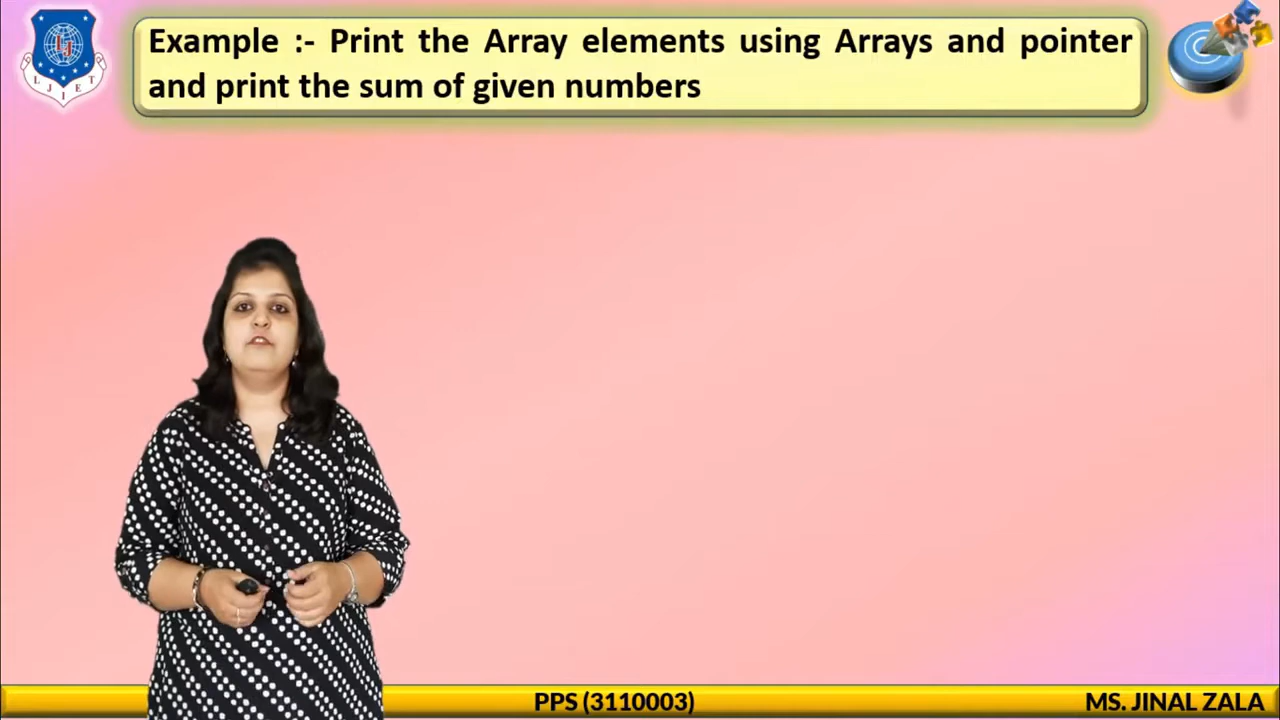 Example :- Print the Array elements using Arrays and pointer
and print the sum of given numbers
LJIET
PPS (3110003)
MS. JINAL ZALA